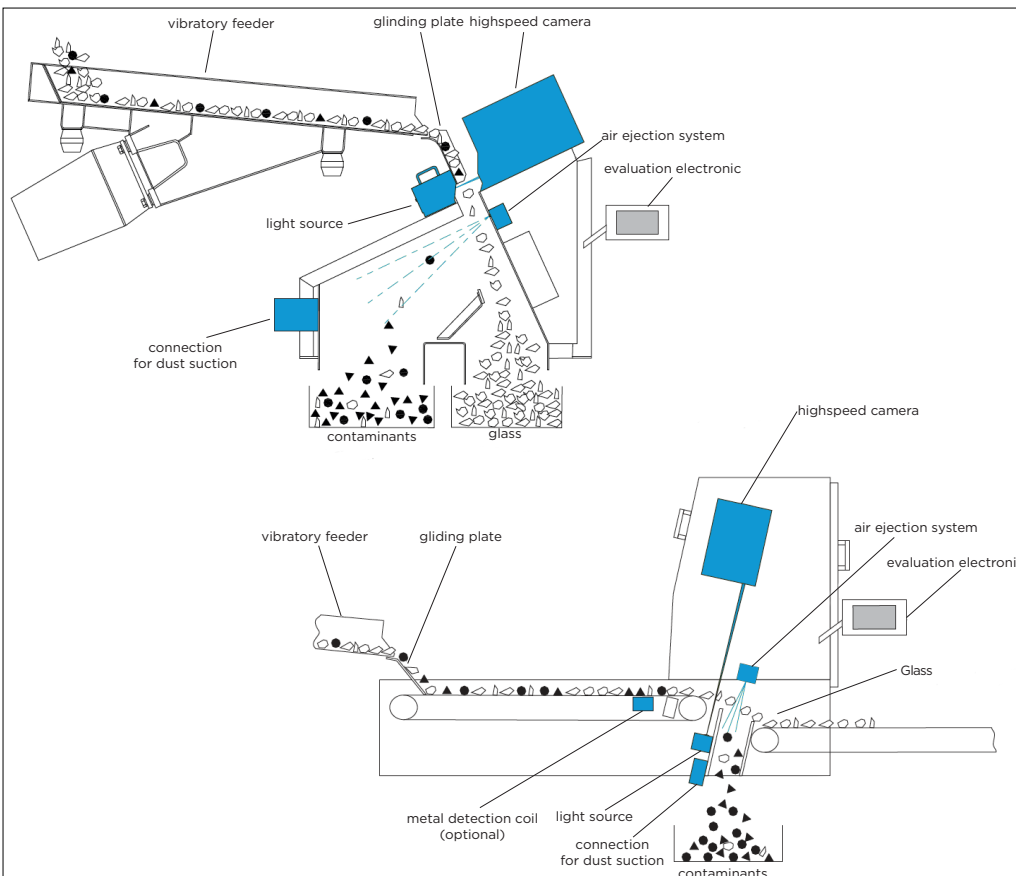 vibratory feeder
glinding plate
highspeed camera
air ejection system
evaluation electronic
light source
connection
for dust suction
contaminants
glass
highspeed camera
vibratory feeder
gliding plate
air ejection system
evaluation electroni
Glass
metal detection coil
(optional)
light source
connection
for dust suction
contaminants